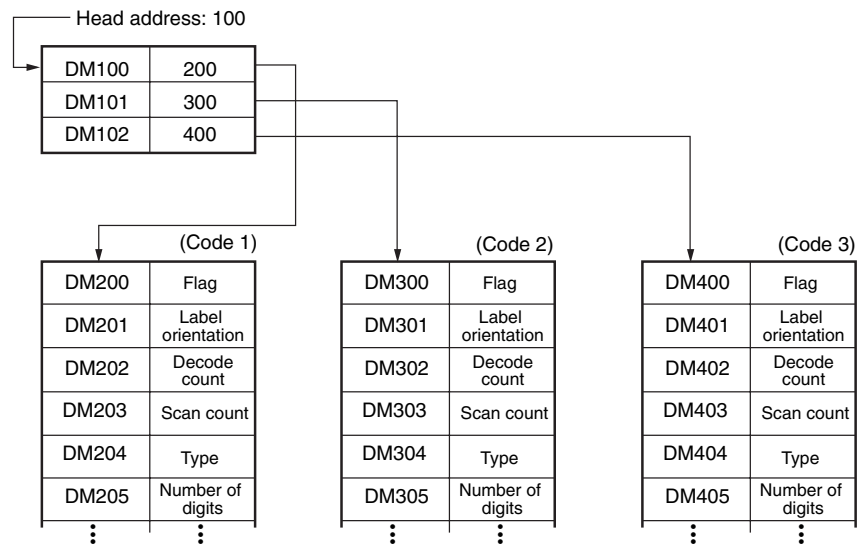 Head address: 100
DM100 200
DM101 300
DM102 400
(Code 1)
DM200 Flag
DM201 Label orientation
DM202 Decode count
DM203 Scan count
DM204 Type
DM205 Number of digits
(Code 2)
DM300 Flag
DM301 Label orientation
DM302 Decode count
DM303 Scan count
DM304 Type
DM305 Number of digits
(Code 3)
DM400 Flag
DM401 Label orientation
DM402 Decode count
DM403 Scan count
DM404 Type
DM405 Number of digits